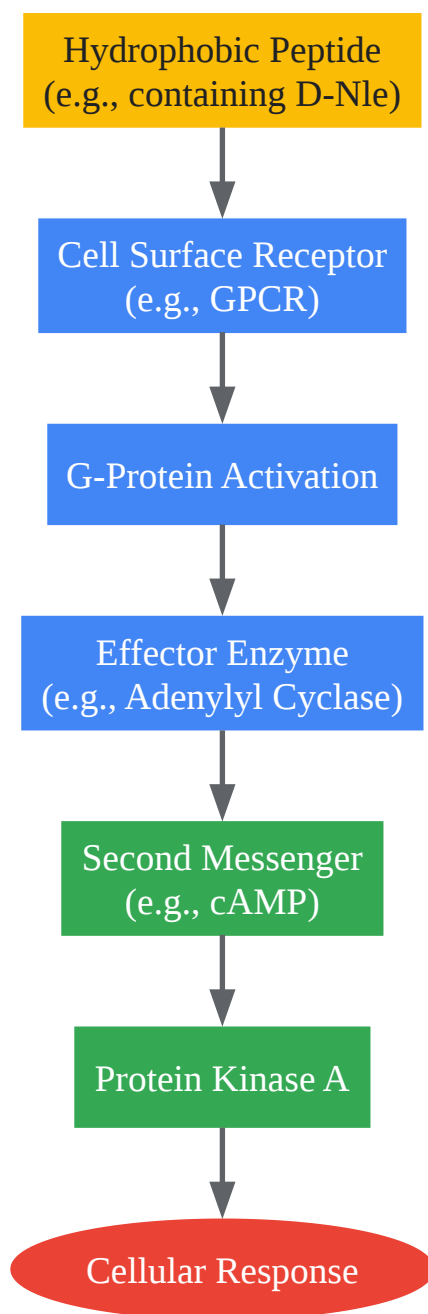 Hydrophobic Peptide
(e.g., containing D-Nle)
Cell Surface Receptor
(e.g., GPCR)
G-Protein Activation
Effector Enzyme
(e.g., Adenylyl Cyclase)
Second Messenger
(e.g., cAMP)
Protein Kinase A
Cellular Response